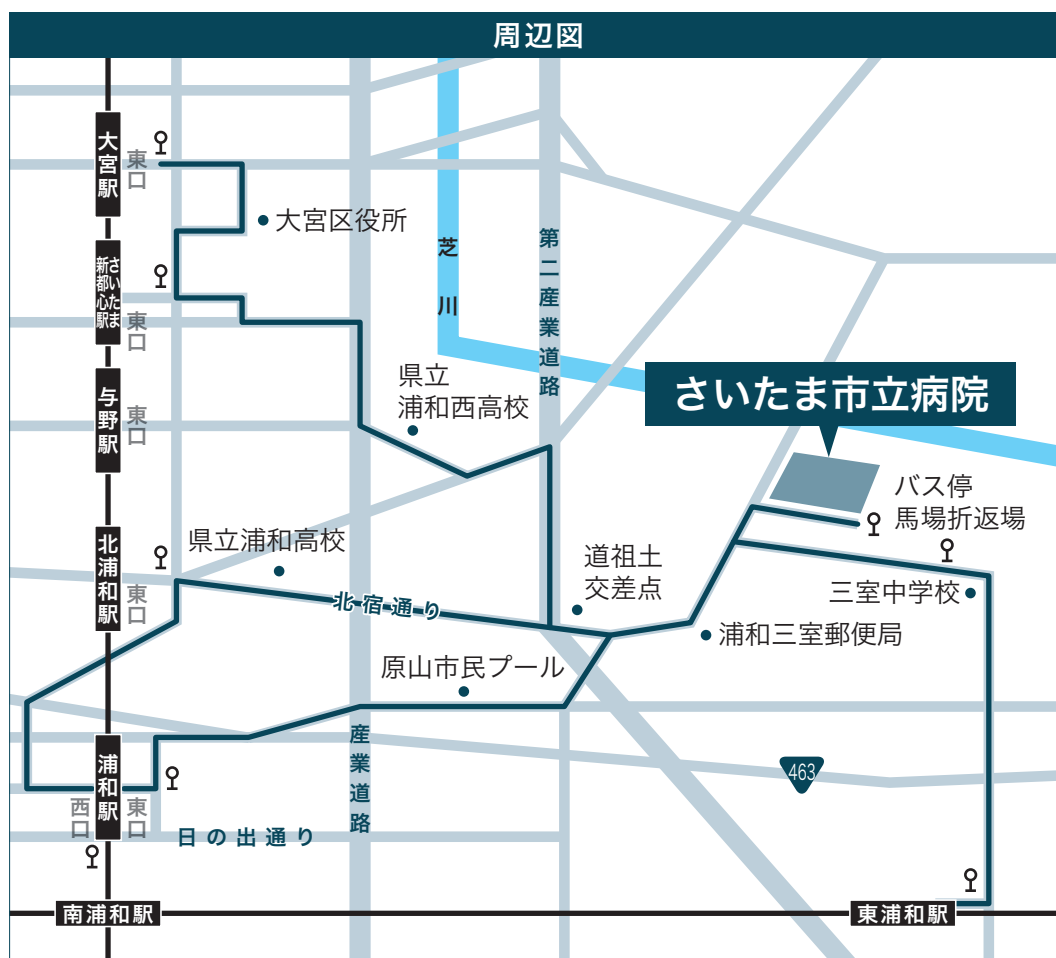 周辺図
大宮駅
東口
大宮区役所
さいたま
新都心駅
東口
芝川
第二産業道路
与野駅
東口
県立
浦和西高校
さいたま市立病院
バス停
馬場折返場
北浦和駅
東口
県立浦和高校
北宿通り
道祖土
交差点
三室中学校
浦和三室郵便局
原山市民プール
浦和駅
西口
東口
産業道路
463
日の出通り
南浦和駅
東浦和駅